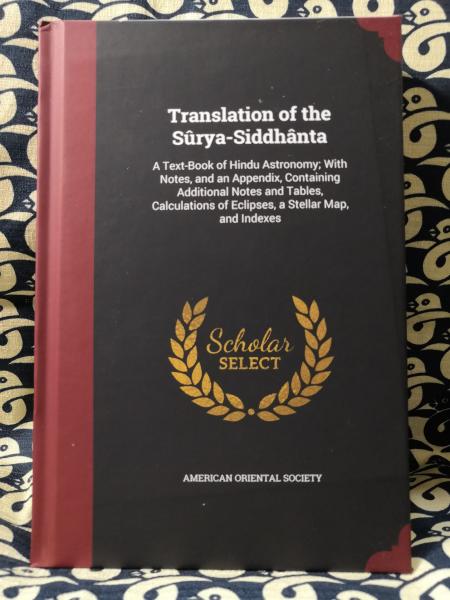 Translation of the
Sûrya-Siddhânta
A Text-Book of Hindu Astronomy; With
Notes, and an Appendix, Containing
Additional Notes and Tables,
Calculations of Eclipses, a Stellar Map,
and Indexes
Scholar
SELECT
AMERICAN ORIENTAL SOCIETY